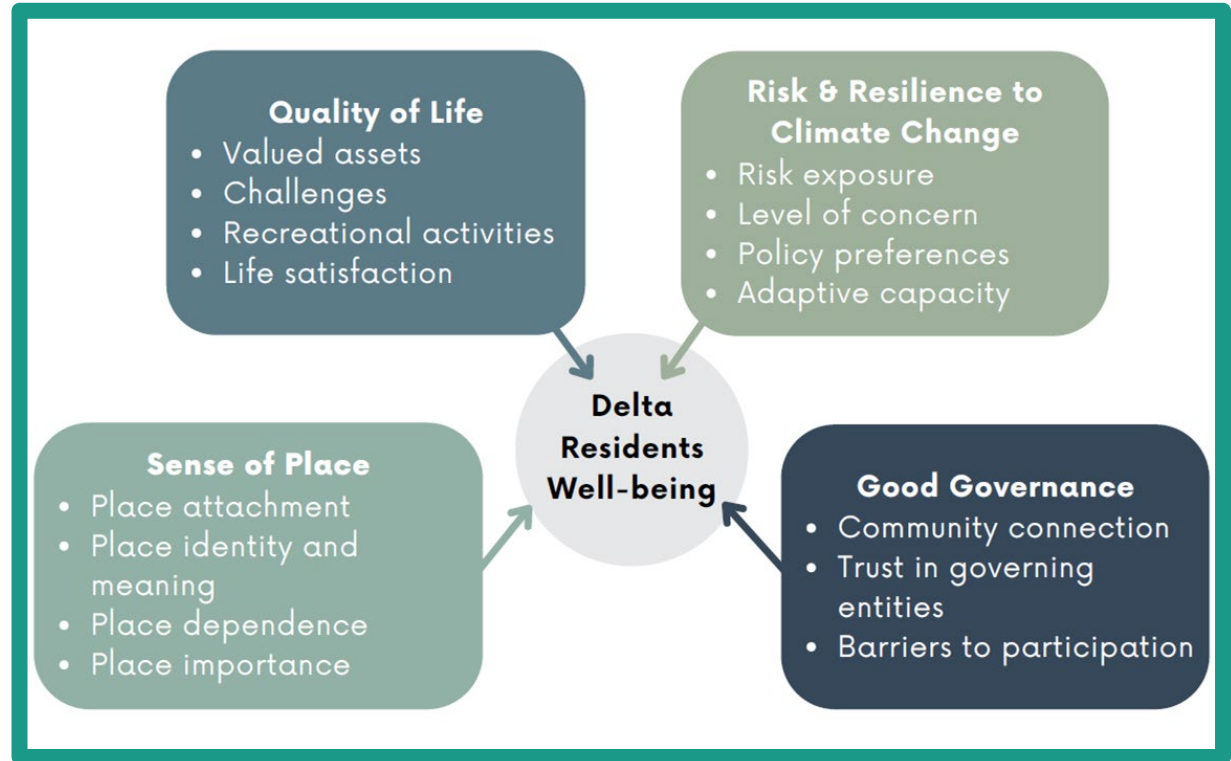 Quality of Life
• Valued assets
• Challenges
• Recreational activities
• Life satisfaction
Risk & Resilience to
Climate Change
• Risk exposure
• Level of concern
• Policy preferences
• Adaptive capacity
Delta
Residents
Well-being
Sense of Place
• Place attachment
• Place identity and
meaning
• Place dependence
• Place importance
Good Governance
• Community connection
• Trust in governing
entities
• Barriers to participation